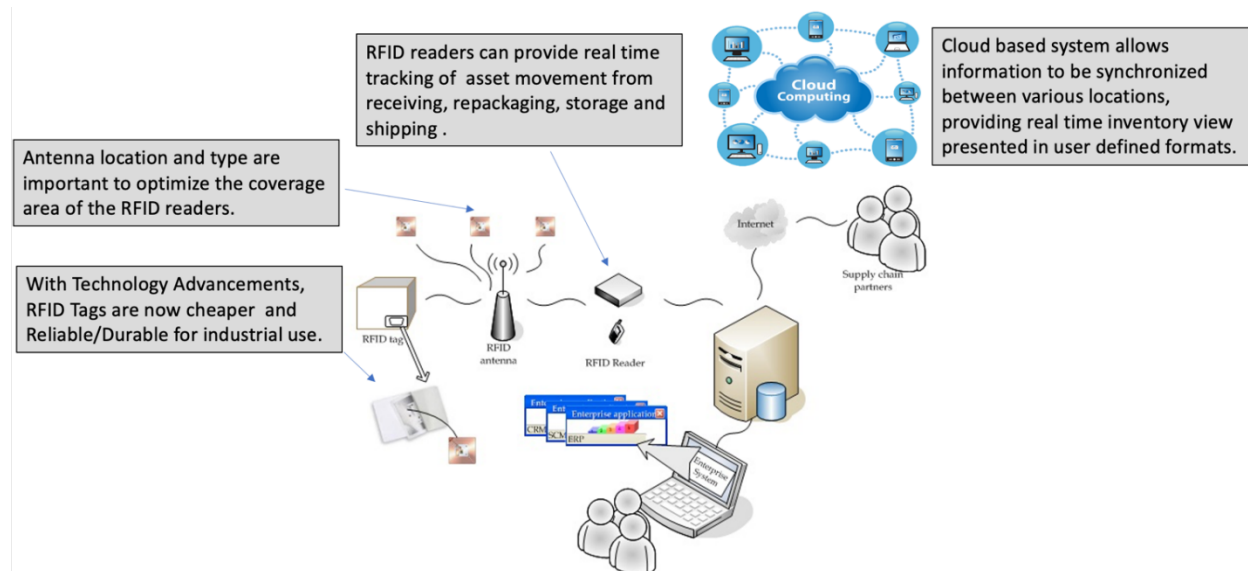 RFID readers can provide real time
tracking of asset movement from
receiving, repackaging, storage and
shipping .
Cloud
Computing
Cloud based system allows
information to be synchronized
between various locations,
providing real time inventory view
presented in user defined formats.
Antenna location and type are
important to optimize the coverage
area of the RFID readers.
With Technology Advancements,
RFID Tags are now cheaper and
Reliable/Durable for industrial use.
Internet
Supply chain
partners
RFID tag
RFID
antenna
RFID Reader
Enterprise application
CRM
SCM
ERP
Enterprise
System